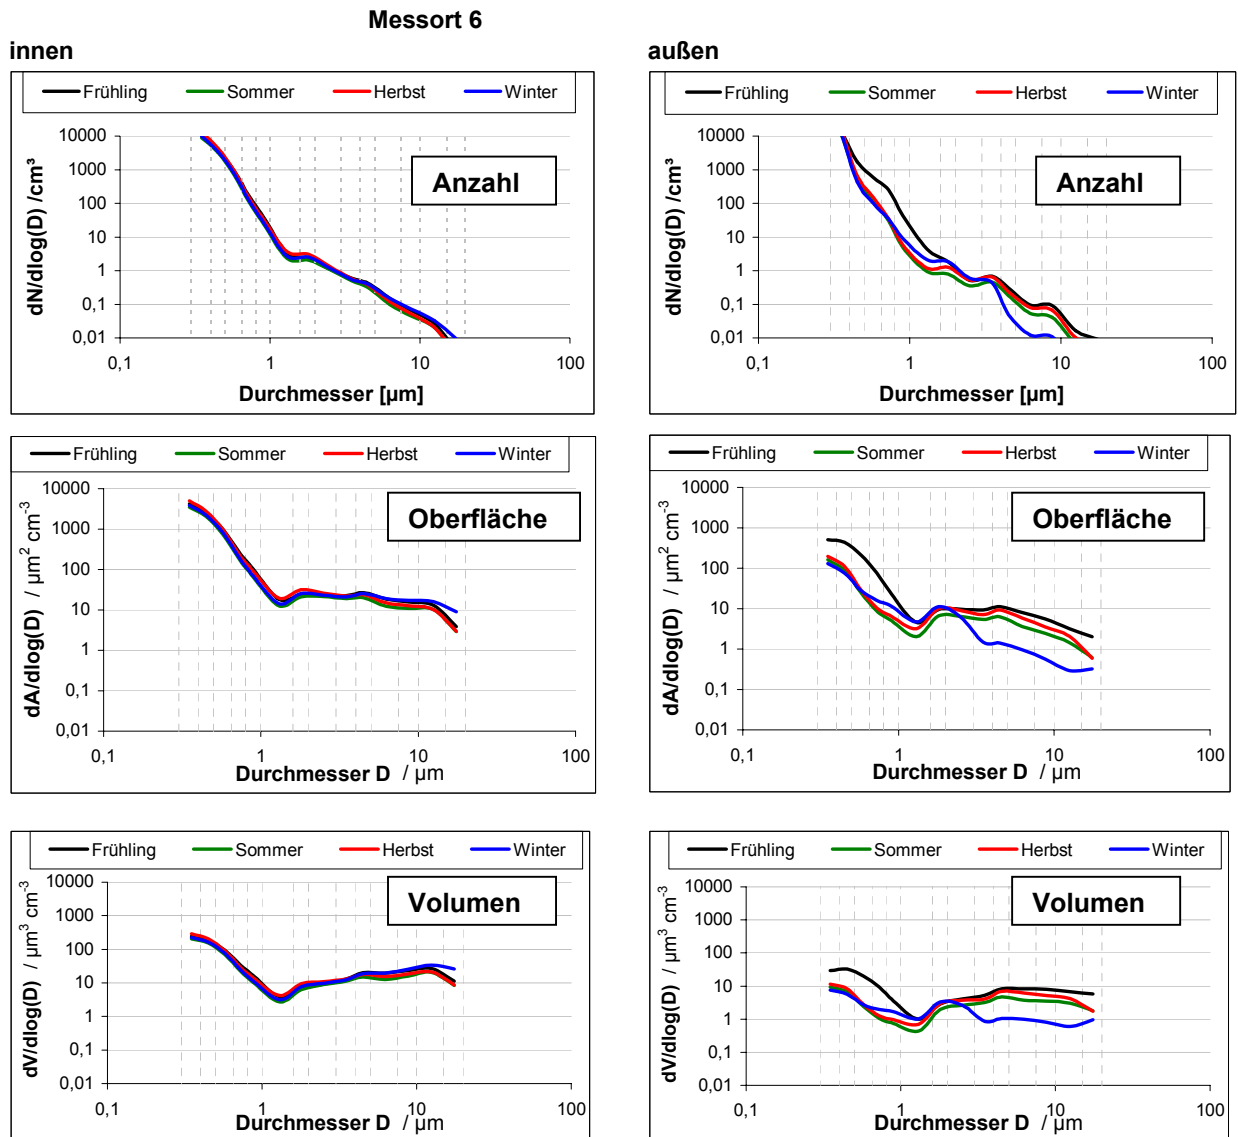 Messort 6
innen
außen
Frühling Sommer Herbst Winter
10000
1000
100
10
1
0,1
0,01
dN/dlog(D) /cm³
Anzahl
0,1 1 10 100
Durchmesser [µm]
Frühling Sommer Herbst Winter
10000
1000
100
10
1
0,1
0,01
dN/dlog(D) /cm³
Anzahl
0,1 1 10 100
Durchmesser [µm]
Frühling Sommer Herbst Winter
10000
1000
100
10
1
0,1
0,01
dA/dlog(D) / µm² cm⁻³
Oberfläche
0,1 1 10 100
Durchmesser D / µm
Frühling Sommer Herbst Winter
10000
1000
100
10
1
0,1
0,01
dA/dlog(D) / µm² cm⁻³
Oberfläche
0,1 1 10 100
Durchmesser D / µm
Frühling Sommer Herbst Winter
10000
1000
100
10
1
0,1
0,01
dV/dlog(D) / µm³ cm⁻³
Volumen
0,1 1 10 100
Durchmesser D / µm
Frühling Sommer Herbst Winter
10000
1000
100
10
1
0,1
0,01
dV/dlog(D) / µm³ cm⁻³
Volumen
0,1 1 10 100
Durchmesser D / µm